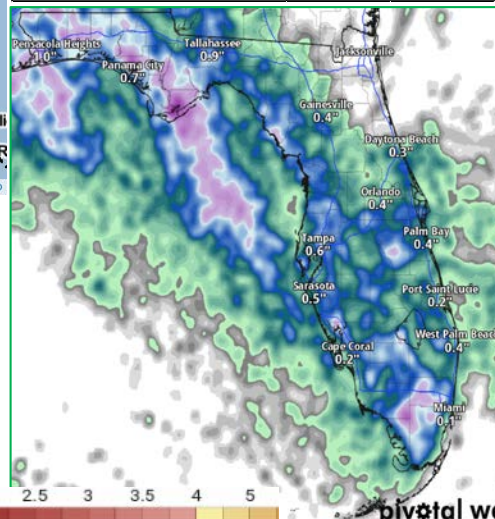 Pensacola Heights
1.0"
Tallahassee
0.9"
Jacksonville
Panama City
0.7"
Gainesville
0.4"
Daytona Beach
0.3"
Orlando
0.4"
Palm Bay
0.4"
Tampa
0.6"
Sarasota
0.5"
Port Saint Lucie
0.2"
West Palm Beach
0.4"
Cape Coral
0.2"
Miami
0.1"
2.5 3 3.5 4 5
pivotal we